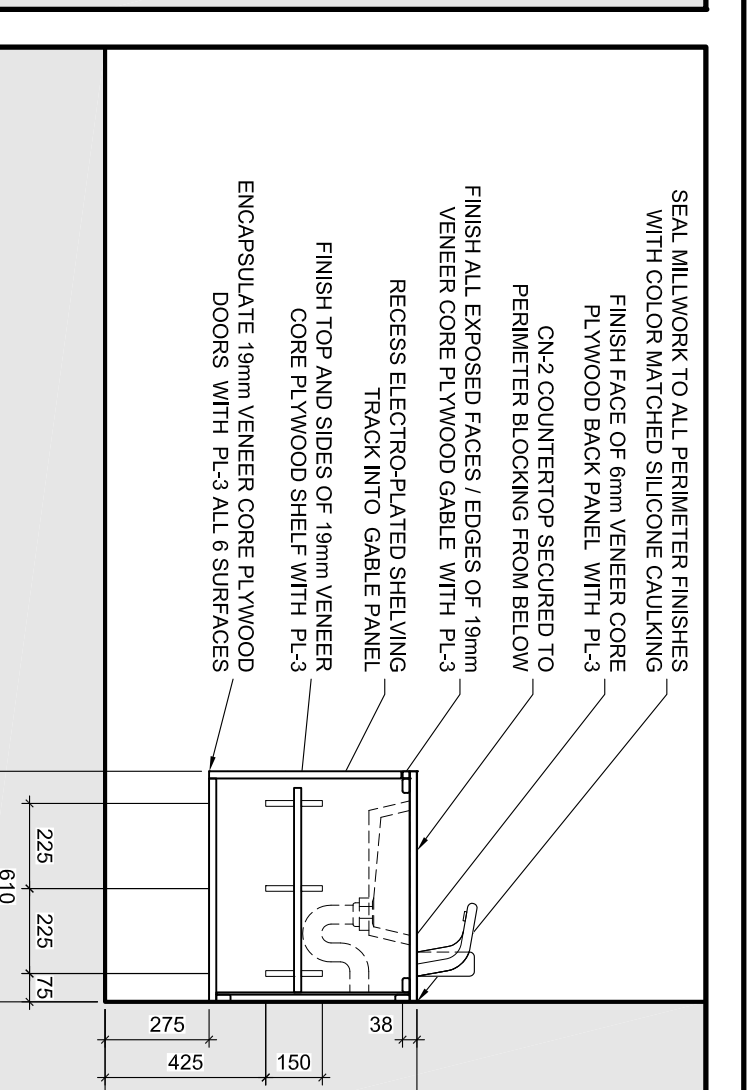 SEAL MILLWORK TO ALL PERIMETER FINISHES
WITH COLOR MATCHED SILICONE CAULKING
FINISH FACE OF 6mm VENEER CORE
PLYWOOD BACK PANEL WITH PL-3
CN-2 COUNTERTOP SECURED TO
PERIMETER BLOCKING FROM BELOW
FINISH ALL EXPOSED FACES / EDGES OF 19mm
VENEER CORE PLYWOOD GABLE WITH PL-3
RECESS ELECTRO-PLATED SHELVING
TRACK INTO GABLE PANEL
FINISH TOP AND SIDES OF 19mm VENEER
CORE PLYWOOD SHELF WITH PL-3
ENCAPSULATE 19mm VENEER CORE PLYWOOD
DOORS WITH PL-3 ALL 6 SURFACES
225
225
75
610
38
150
275
425